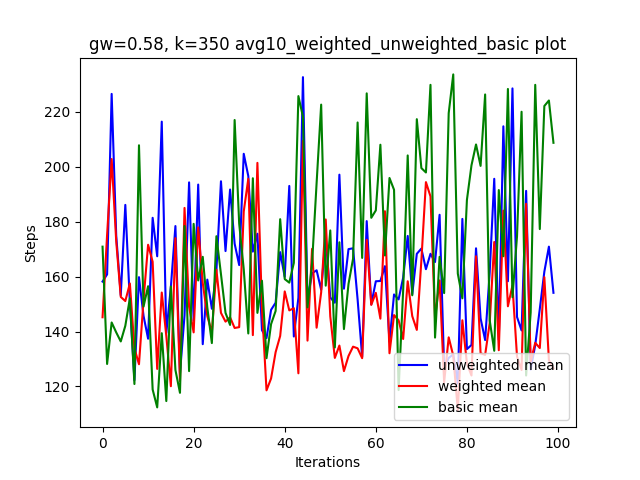 gw=0.58, k=350 avg10_weighted_unweighted_basic plot
Steps
220
200
180
160
140
120
unweighted mean
weighted mean
basic mean
0 20 40 60 80 100
Iterations